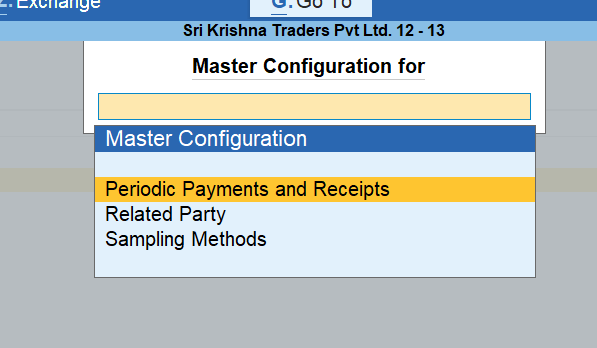 Z: Exchange
G: Go To
Sri Krishna Traders Pvt Ltd. 12 - 13
Master Configuration for
Master Configuration
Periodic Payments and Receipts
Related Party
Sampling Methods